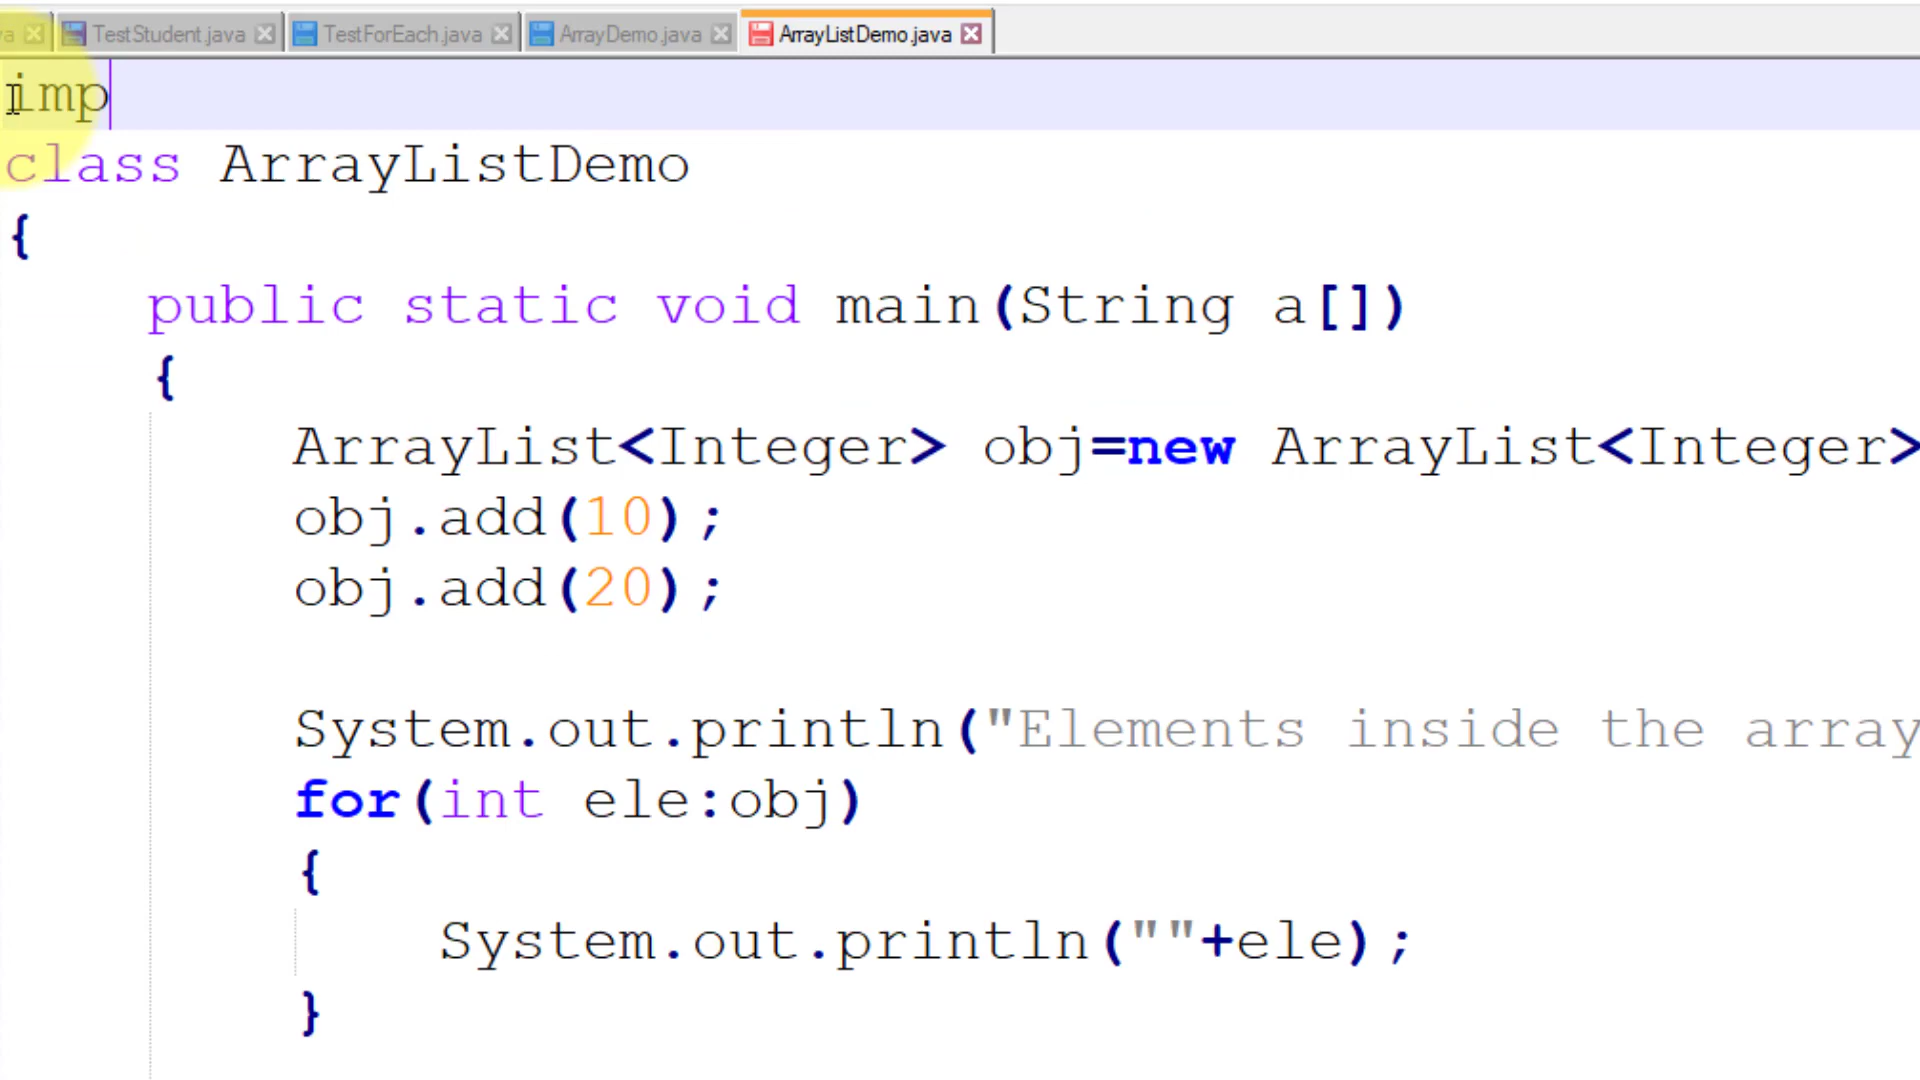 va TestStudent.java TestForEach.java ArrayDemo.java ArrayListDemo.java
imp
class ArrayListDemo
{
public static void main(String a[])
{
ArrayList<Integer> obj=new ArrayList<Integer>
obj.add(10);
obj.add(20);
System.out.println("Elements inside the array
for(int ele:obj)
{
System.out.println(""+ele);
}